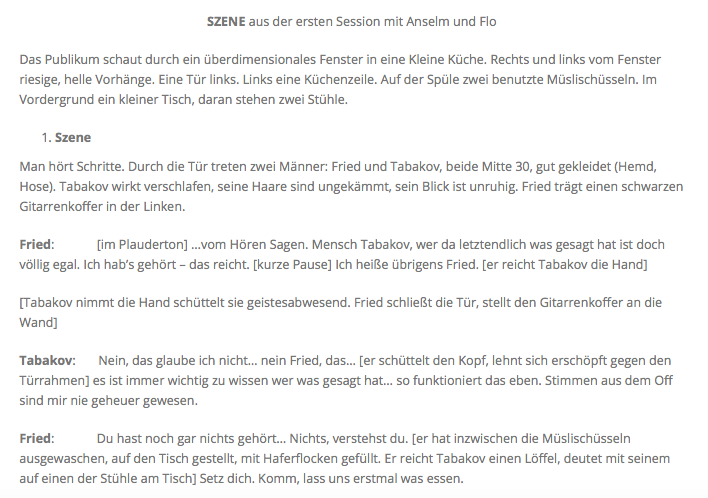 SZENE aus der ersten Session mit Anselm und Flo
Das Publikum schaut durch ein überdimensionales Fenster in eine Kleine Küche. Rechts und links vom Fenster
riesige, helle Vorhänge. Eine Tür links. Links eine Küchenzeile. Auf der Spüle zwei benutzte Müslischüsseln. Im
Vordergrund ein kleiner Tisch, daran stehen zwei Stühle.
1. Szene
Man hört Schritte. Durch die Tür treten zwei Männer: Fried und Tabakov, beide Mitte 30, gut gekleidet (Hemd,
Hose). Tabakov wirkt verschlafen, seine Haare sind ungekämmt, sein Blick ist unruhig. Fried trägt einen schwarzen
Gitarrenkoffer in der Linken.
Fried: [im Plauderton] …vom Hören Sagen. Mensch Tabakov, wer da letztendlich was gesagt hat ist doch
völlig egal. Ich hab’s gehört – das reicht. [kurze Pause] Ich heiße übrigens Fried. [er reicht Tabakov die Hand]
[Tabakov nimmt die Hand schüttelt sie geistesabwesend. Fried schließt die Tür, stellt den Gitarrenkoffer an die
Wand]
Tabakov: Nein, das glaube ich nicht… nein Fried, das… [er schüttelt den Kopf, lehnt sich erschöpft gegen den
Türrahmen] es ist immer wichtig zu wissen wer was gesagt hat… so funktioniert das eben. Stimmen aus dem Off
sind mir nie geheuer gewesen.
Fried: Du hast noch gar nichts gehört… Nichts, verstehst du. [er hat inzwischen die Müslischüsseln
ausgewaschen, auf den Tisch gestellt, mit Haferflocken gefüllt. Er reicht Tabakov einen Löffel, deutet mit seinem
auf einen der Stühle am Tisch] Setz dich. Komm, lass uns erstmal was essen.